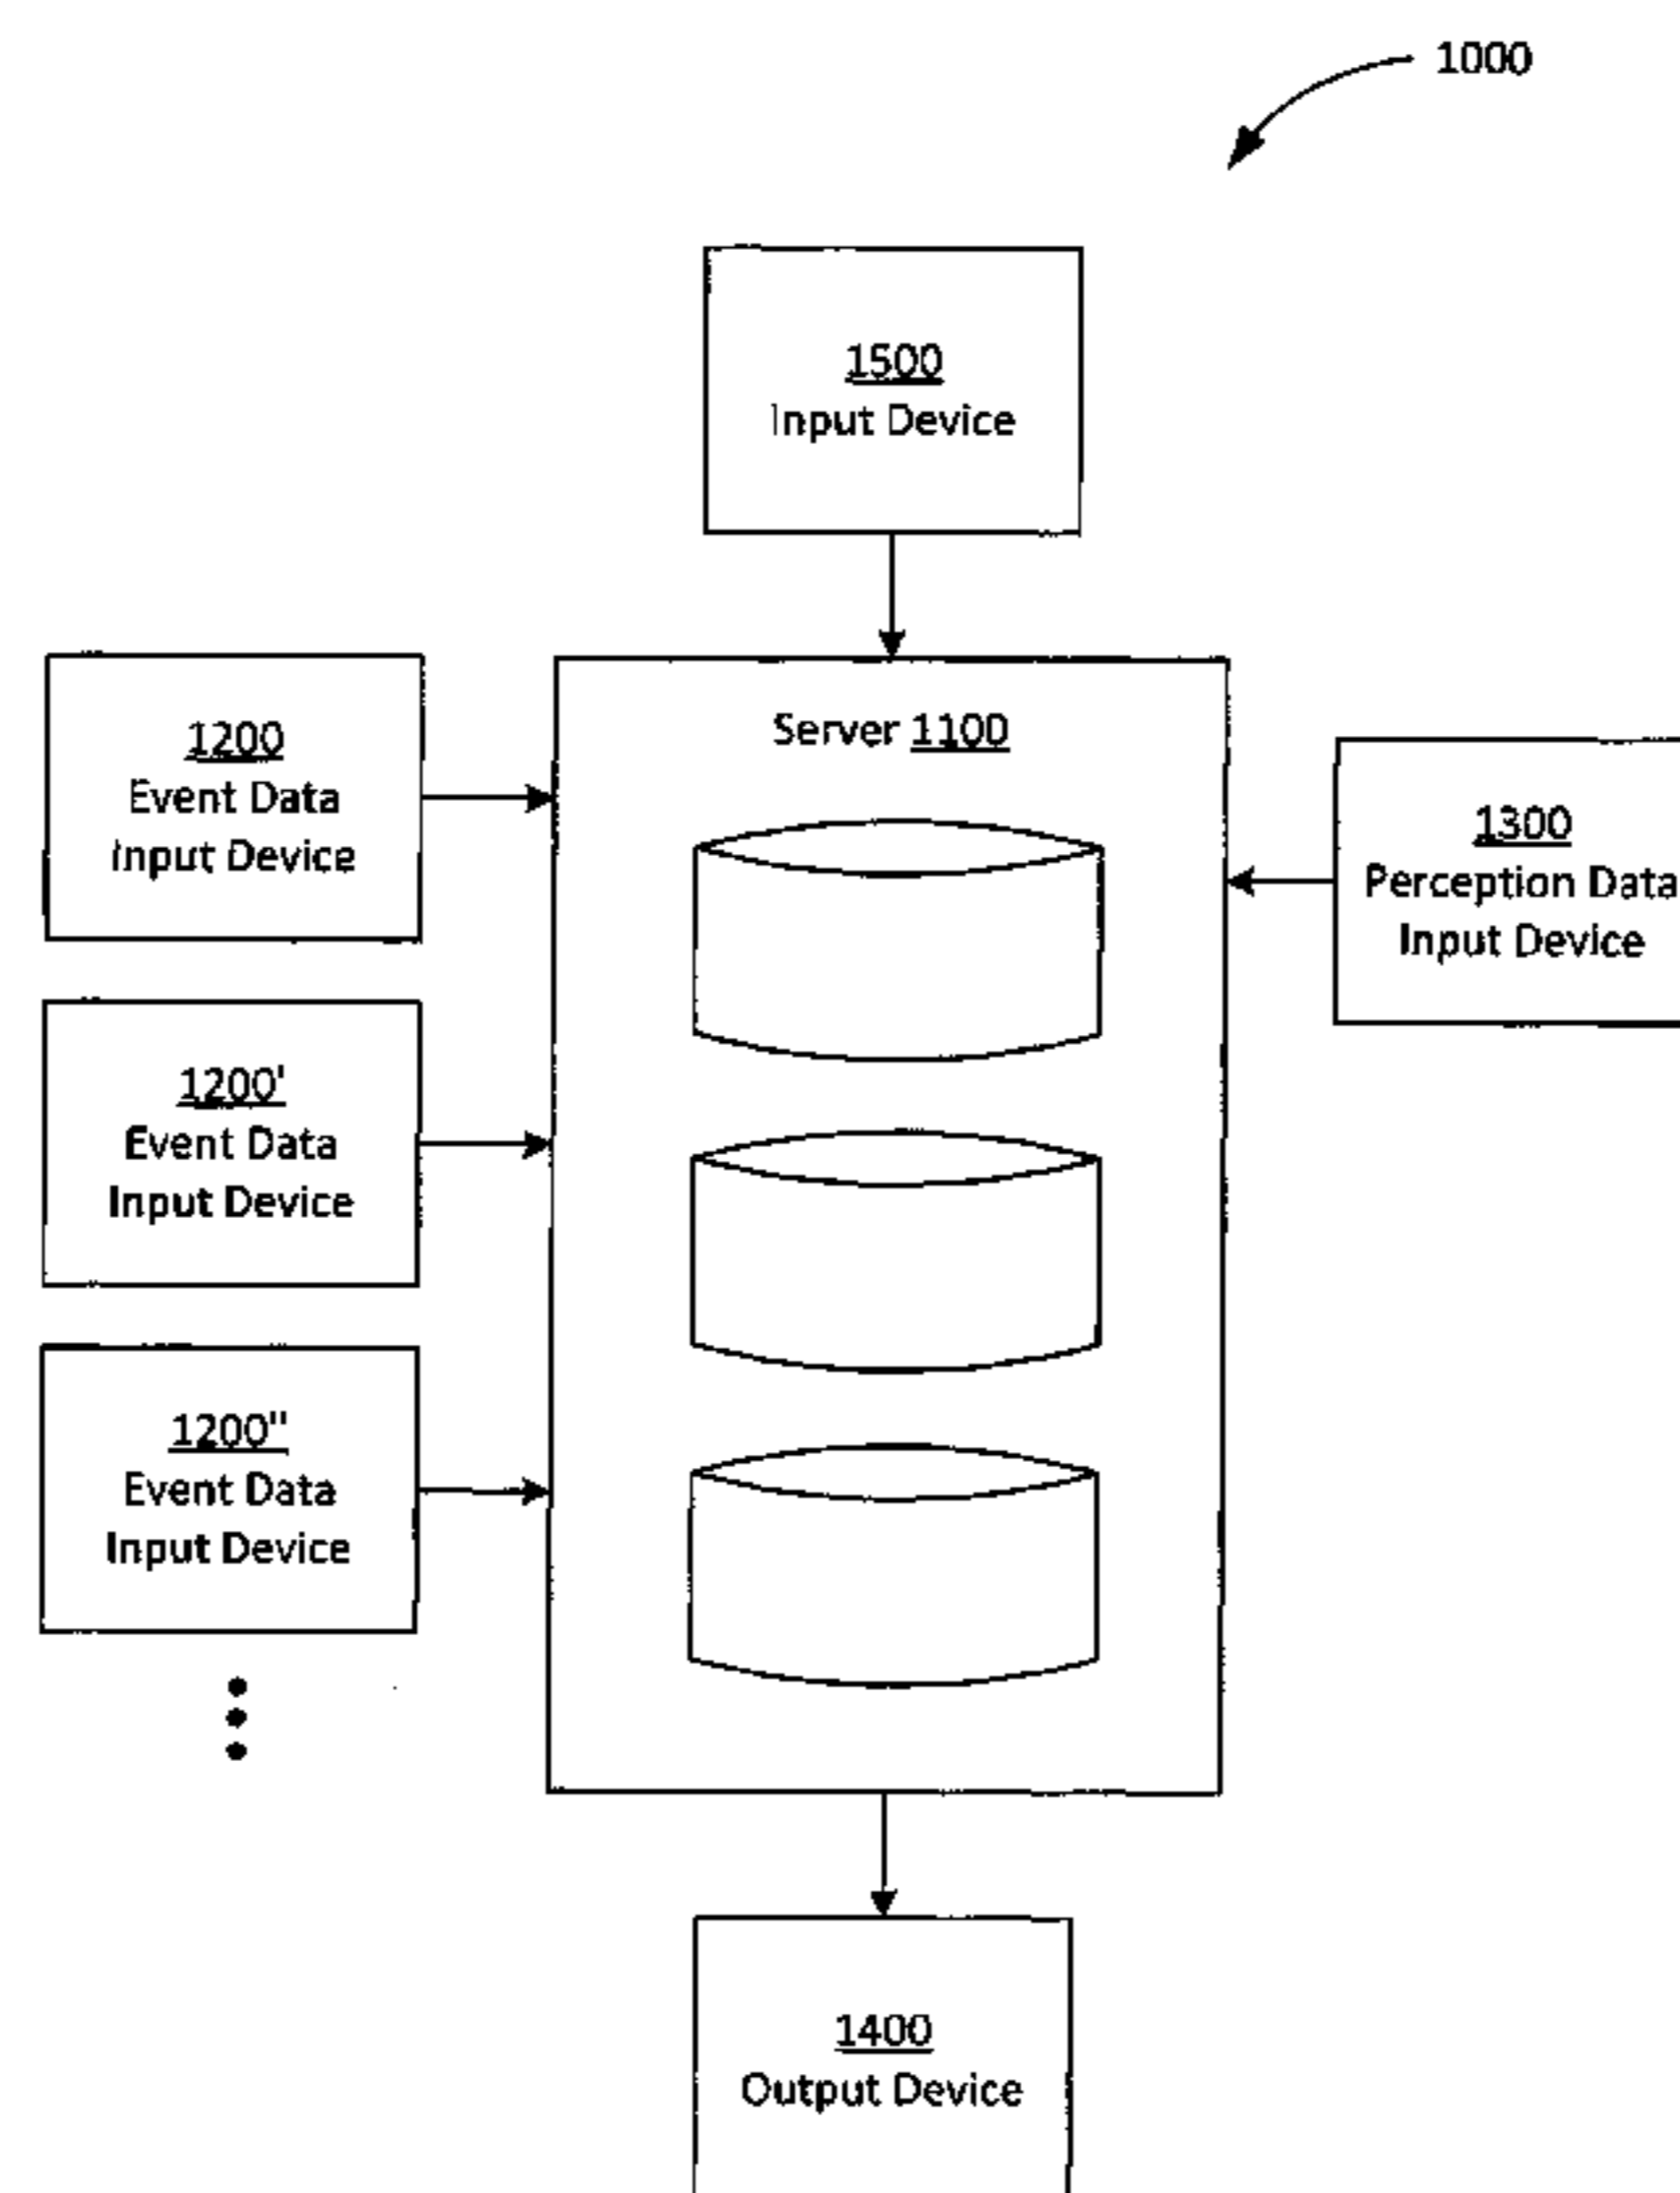 1000
1500
Input Device
Server 1100
1200
Event Data
Input Device
1300
Perception Data
Input Device
1200'
Event Data
Input Device
1200"
Event Data
Input Device
1400
Output Device